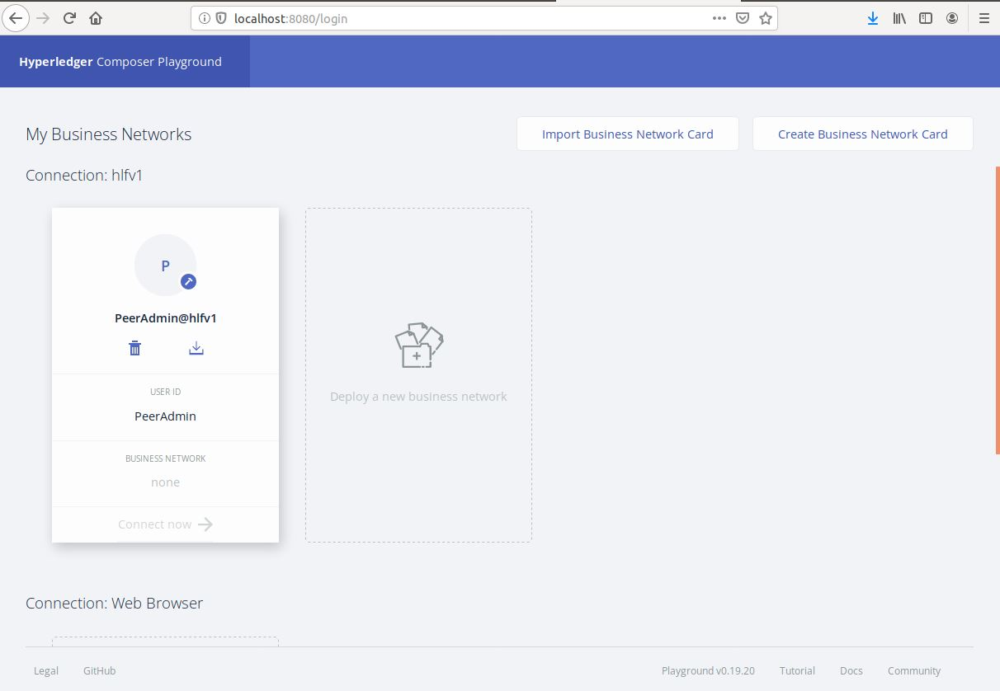 localhost:8080/login
Hyperledger Composer Playground
My Business Networks
Import Business Network Card
Create Business Network Card
Connection: hlfv1
P
PeerAdmin@hlfv1
USER ID
PeerAdmin
BUSINESS NETWORK
none
Connect now
Deploy a new business network
Connection: Web Browser
Legal
GitHub
Playground v0.19.20
Tutorial
Docs
Community